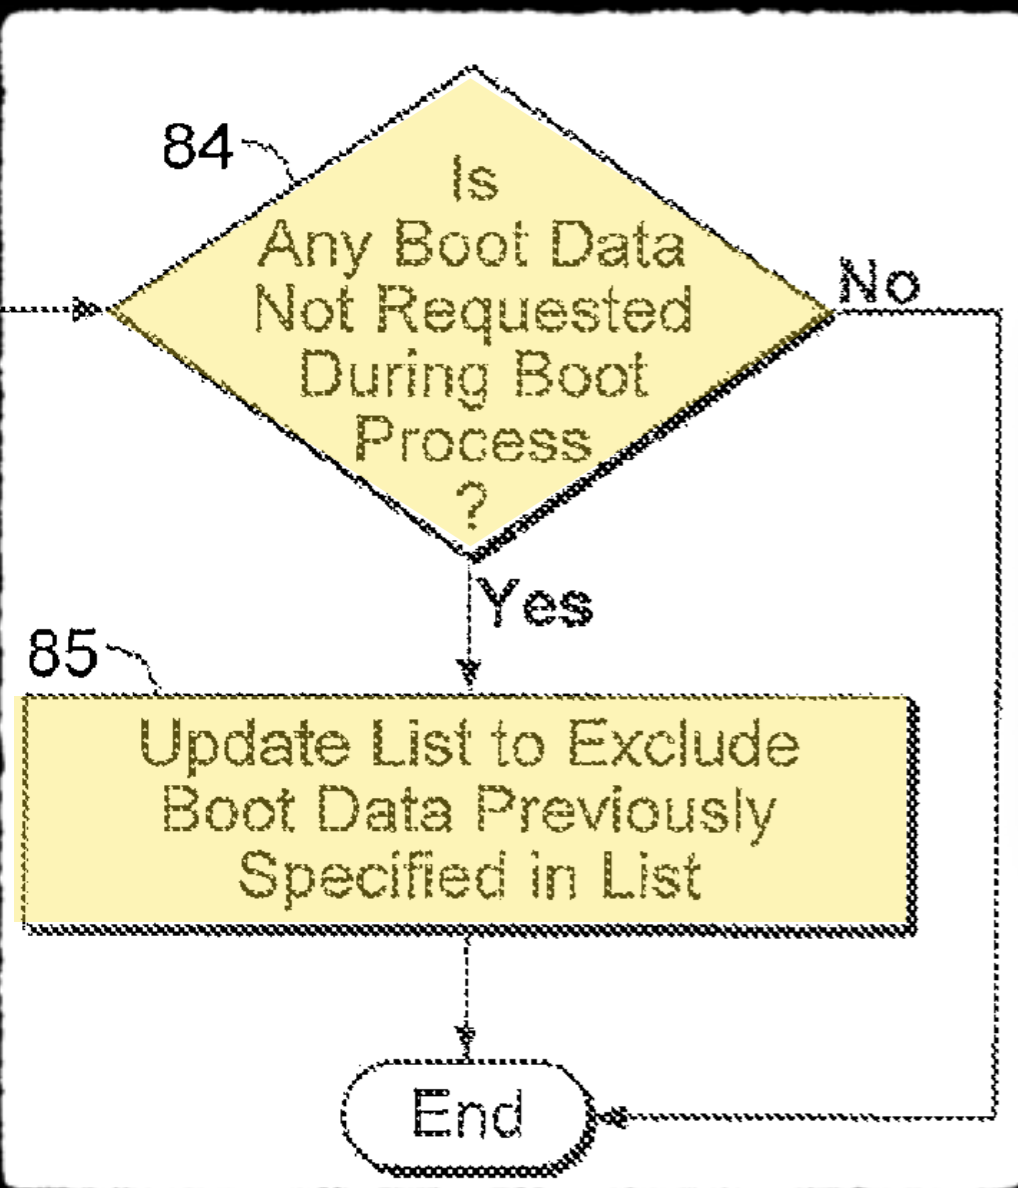 84
Is
Any Boot Data
Not Requested
During Boot
Process
?
No
Yes
85
Update List to Exclude
Boot Data Previously
Specified in List
End